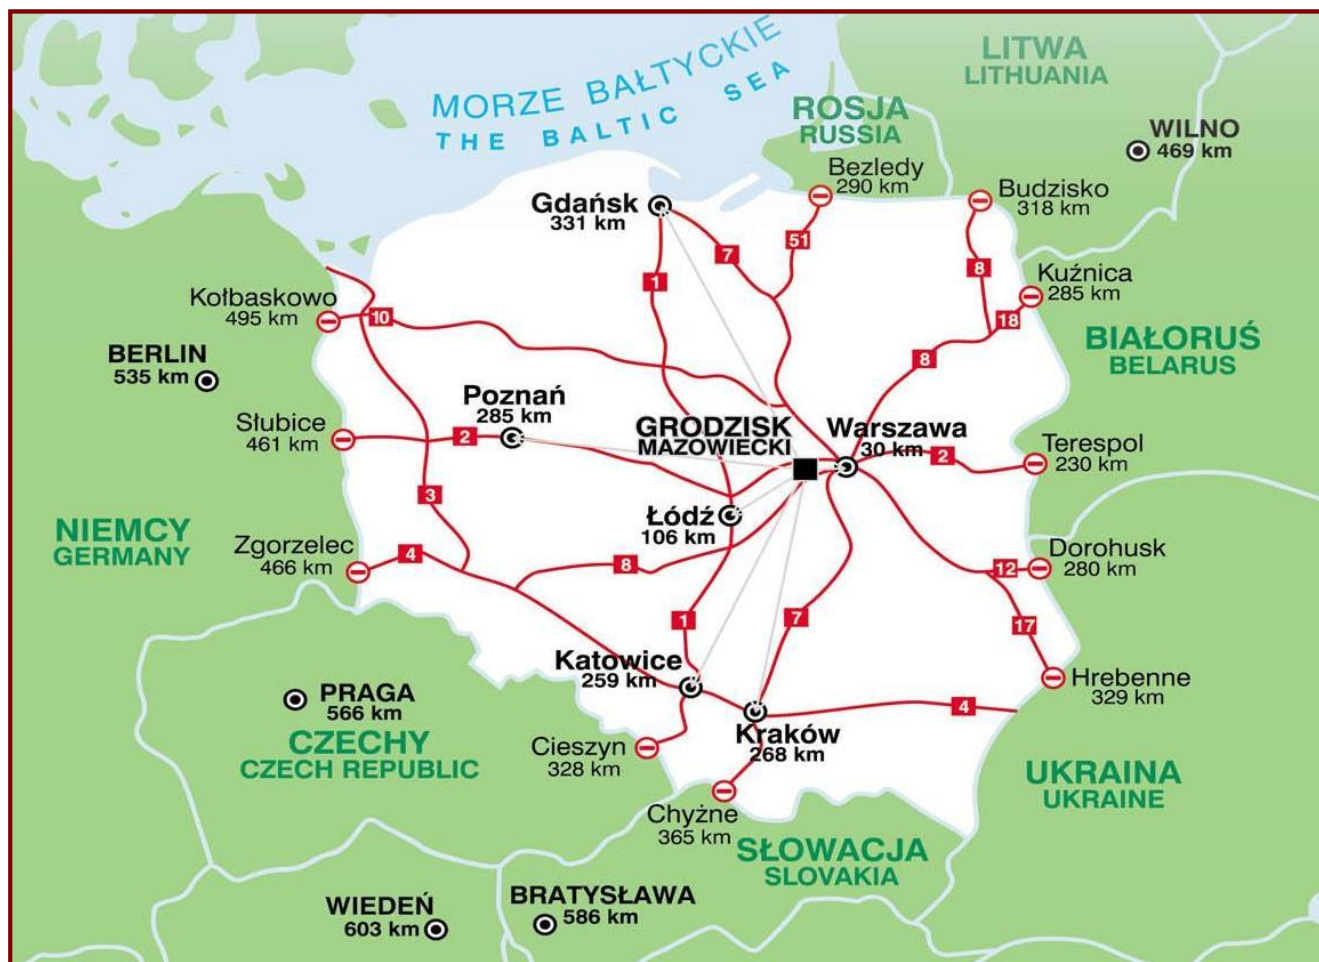 MORZE BAŁTYCKIE
THE BALTIC SEA
LITWA
LITHUANIA
ROSJA
RUSSIA
WILNO
469 km
Bezledy
290 km
Budzisko
318 km
Gdańsk
331 km
51
7
1
8
Kuźnica
285 km
18
Kołbaskowo
495 km
10
8
BIAŁORUŚ
BELARUS
BERLIN
535 km
Poznań
285 km
Słubice
461 km
2
GRODZISK
MAZOWIECKI
Warszawa
30 km
2
Terespol
230 km
3
NIEMCY
GERMANY
Łódź
106 km
Zgorzelec
466 km
4
8
Dorohusk
280 km
12
1
7
17
Katowice
259 km
Hrebenne
329 km
PRAGA
566 km
4
Kraków
268 km
CZECHY
CZECH REPUBLIC
Cieszyn
328 km
UKRAINA
UKRAINE
Chyżne
365 km
SŁOWACJA
SLOVAKIA
WIEDEŃ
603 km
BRATYSŁAWA
586 km